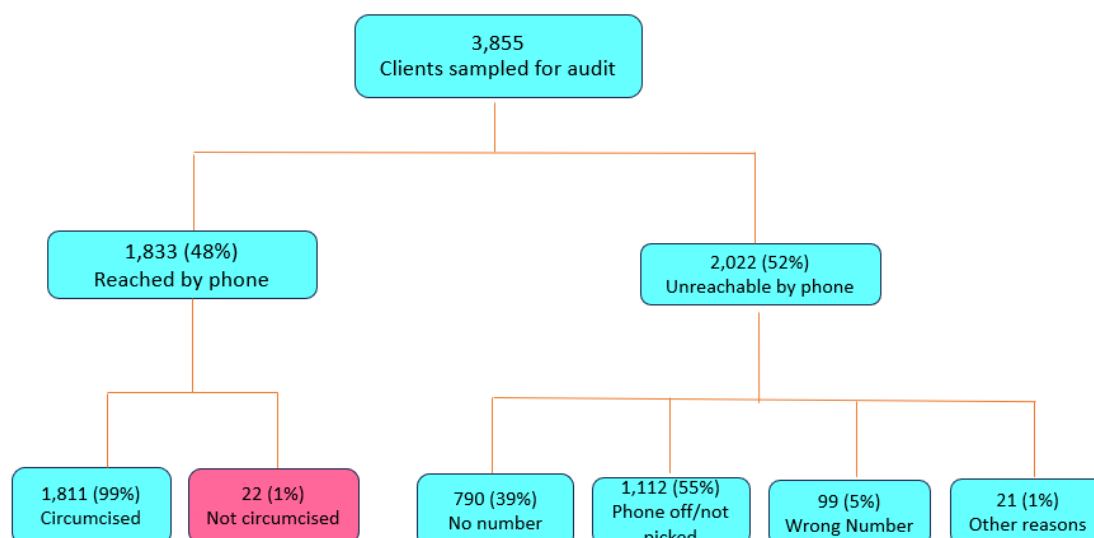 3,855
Clients sampled for audit
1,833 (48%)
Reached by phone
2,022 (52%)
Unreachable by phone
1,811 (99%)
Circumcised
22 (1%)
Not circumcised
790 (39%)
No number
1,112 (55%)
Phone off/not
picked
99 (5%)
Wrong Number
21 (1%)
Other reasons